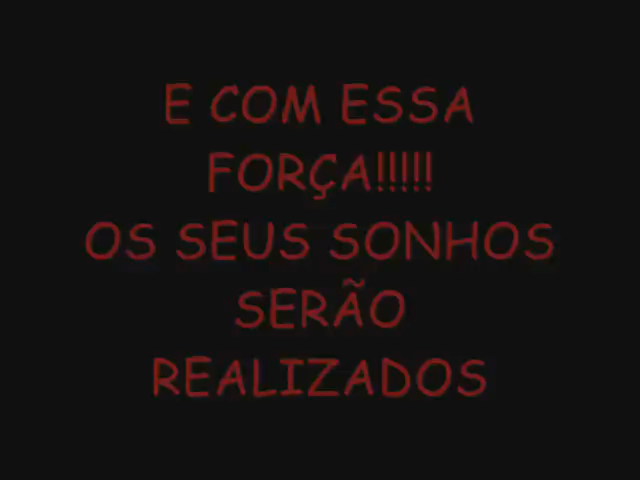 E COM ESSA
FORÇA!!!!!
OS SEUS SONHOS
SERÃO
REALIZADOS